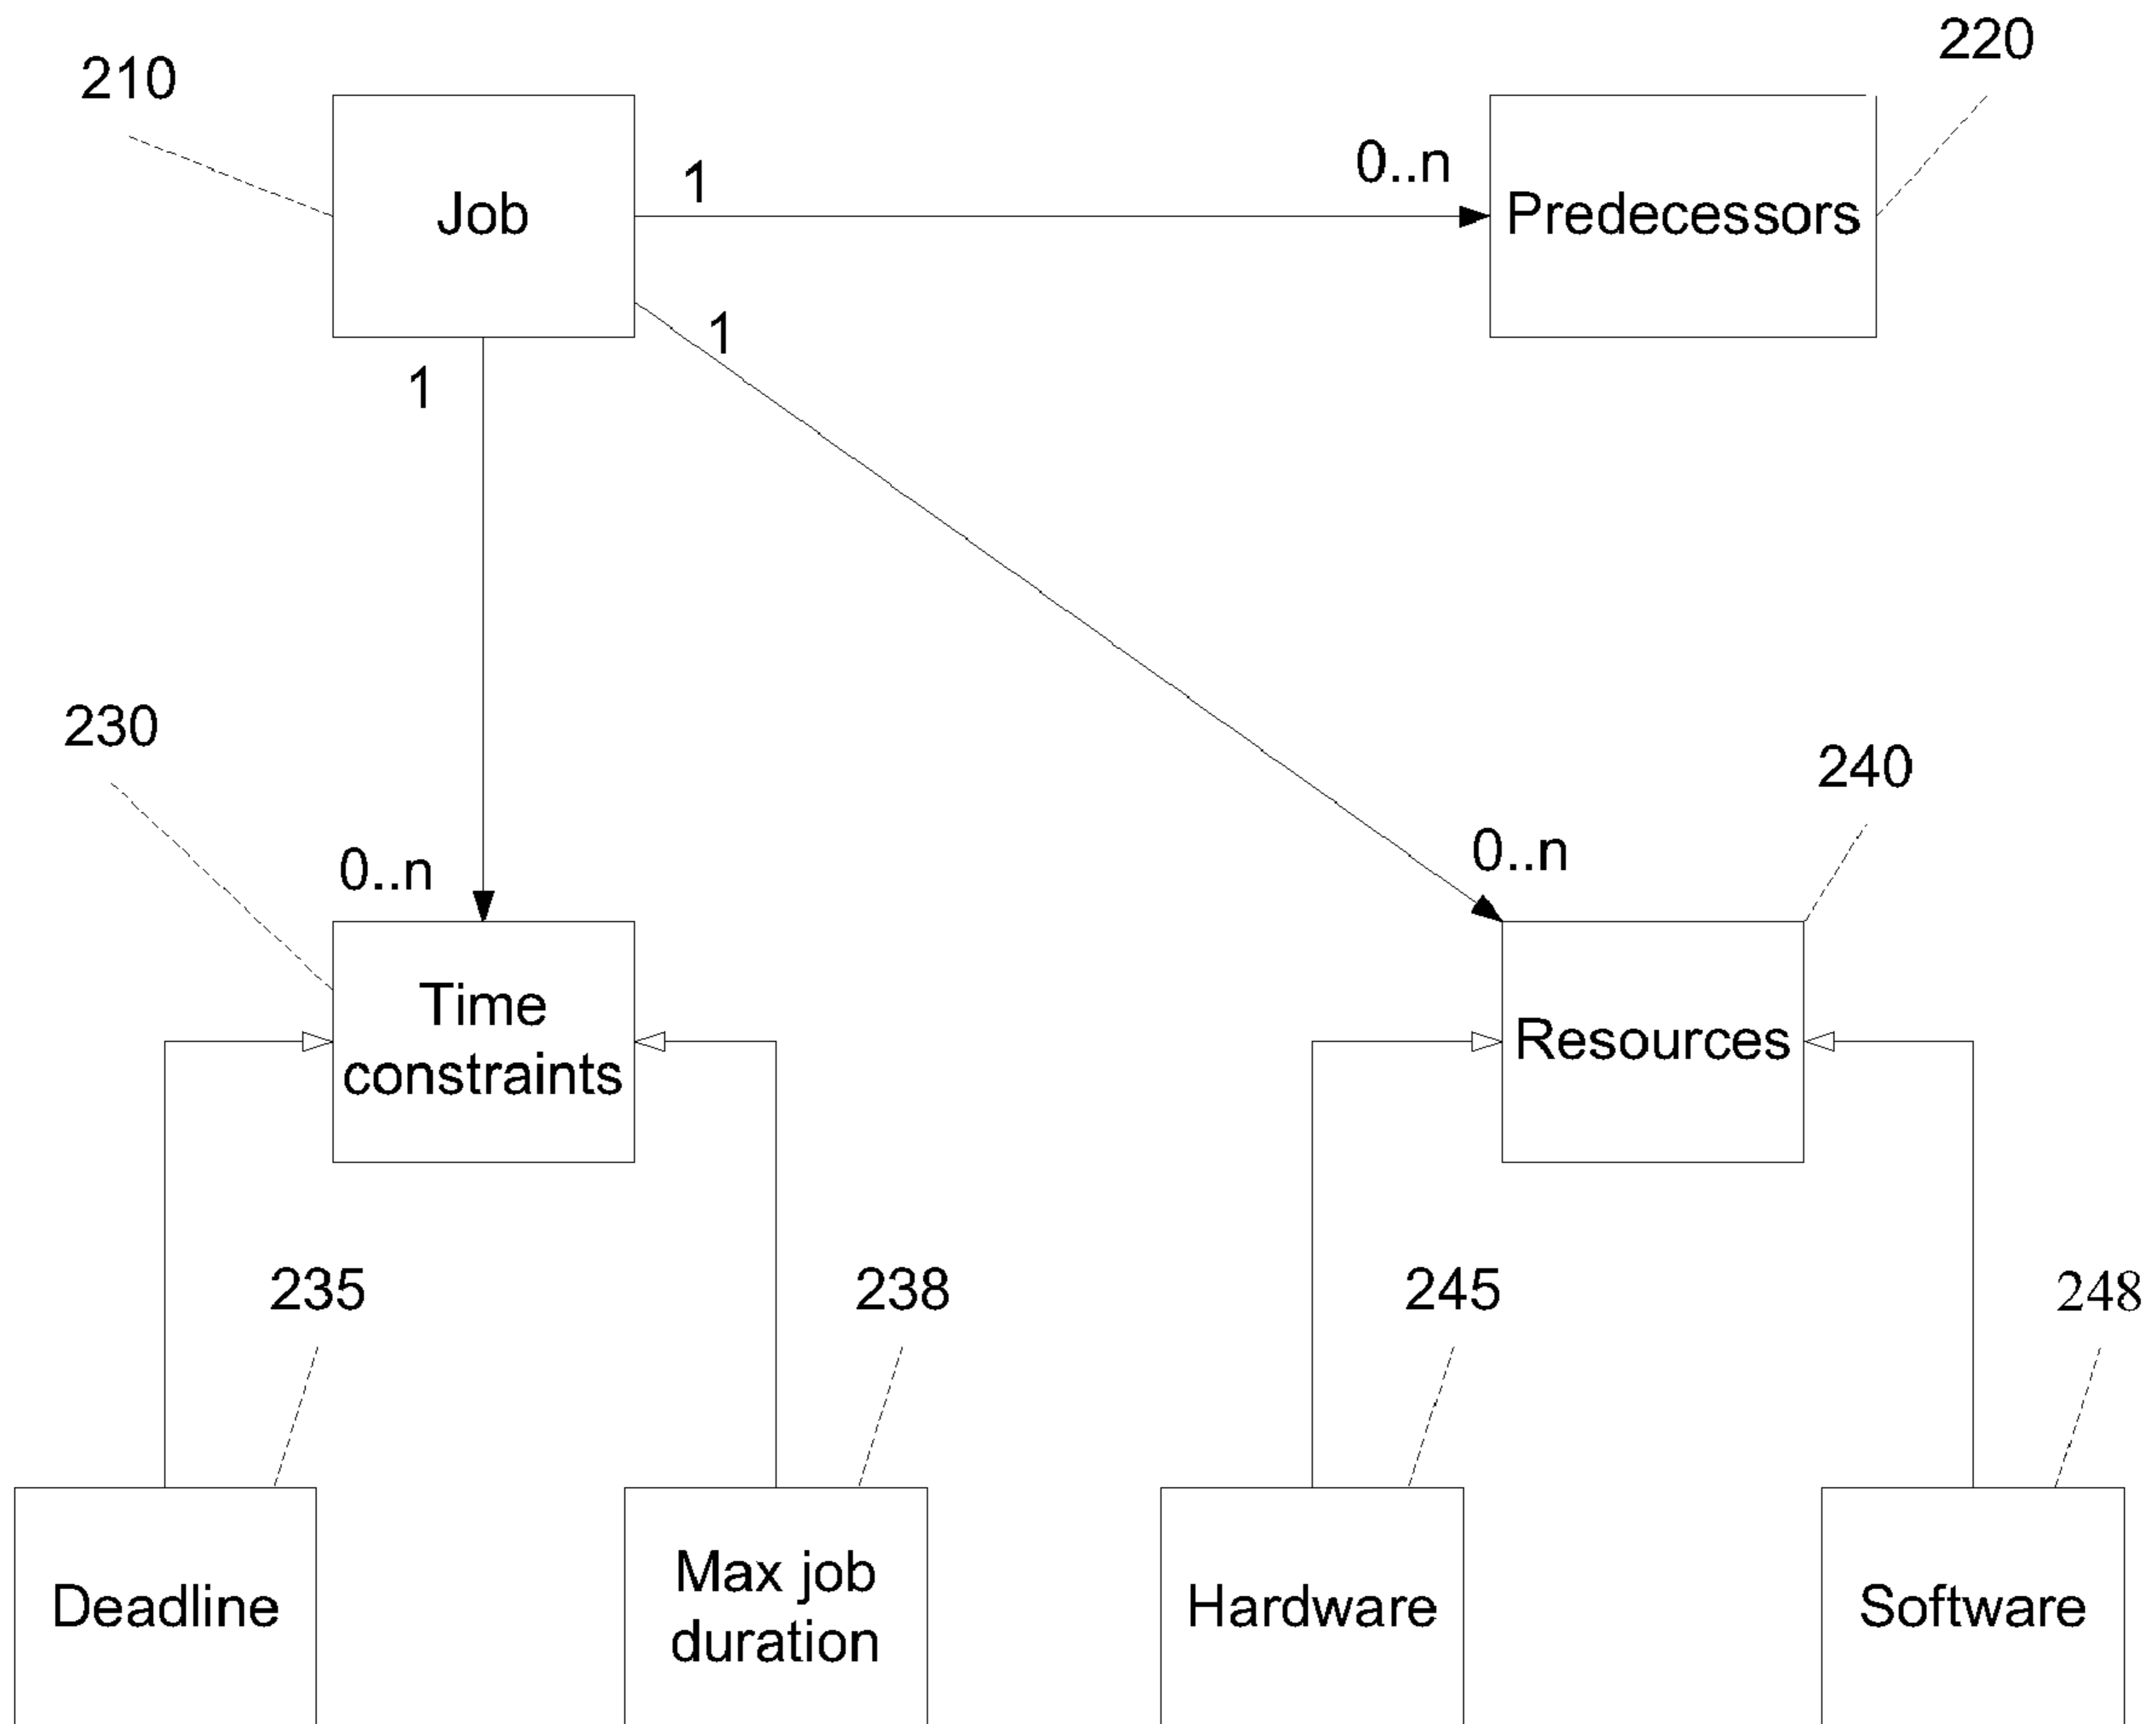 220
210
Job
1
0..n
Predecessors
1
1
230
240
0..n
0..n
Time
constraints
Resources
235
238
245
248
Deadline
Max job
duration
Hardware
Software